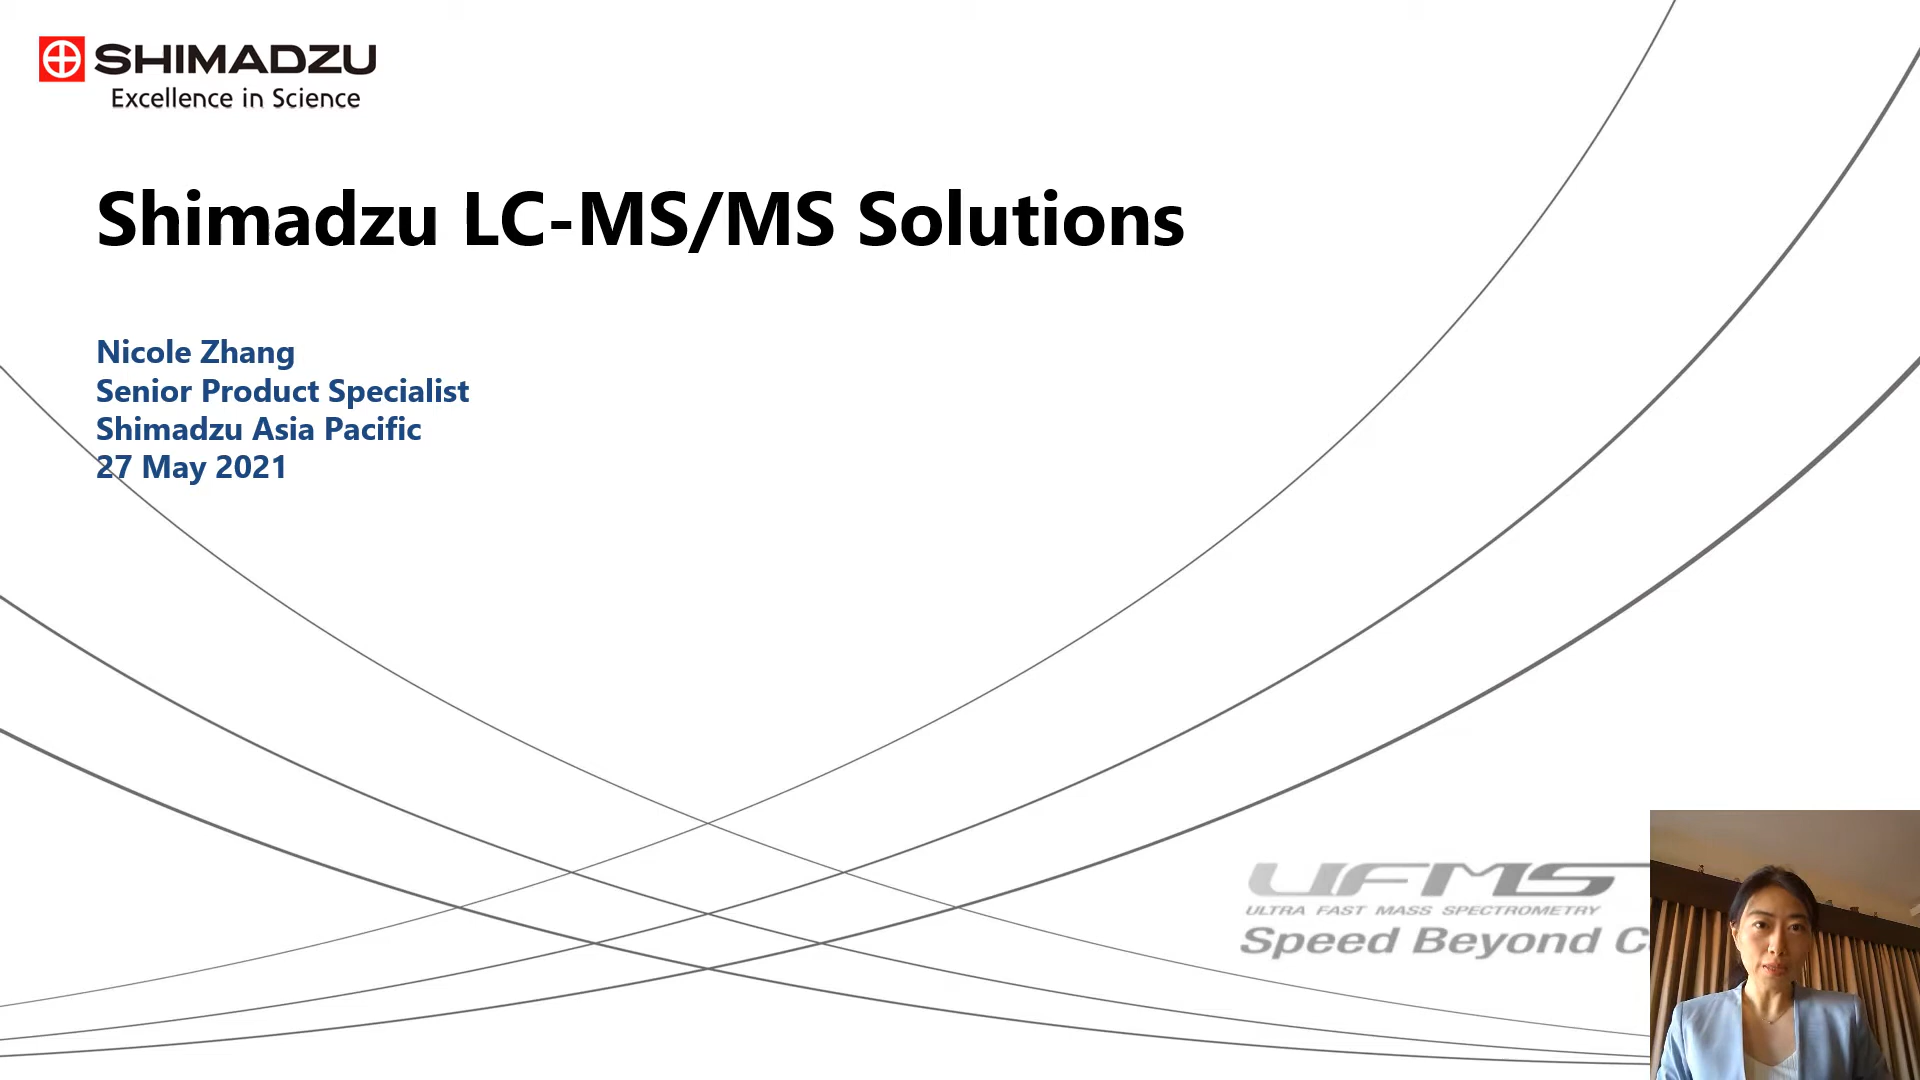 SHIMADZU
Excellence in Science
Shimadzu LC-MS/MS Solutions
Nicole Zhang
Senior Product Specialist
Shimadzu Asia Pacific
27 May 2021
UFMS
ULTRA FAST MASS SPECTROMETRY
Speed Beyond